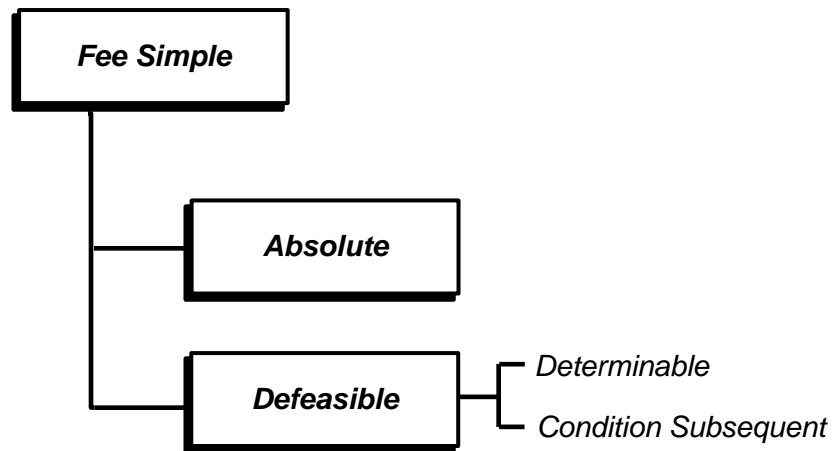 Fee Simple
Absolute
Defeasible
Determinable
Condition Subsequent